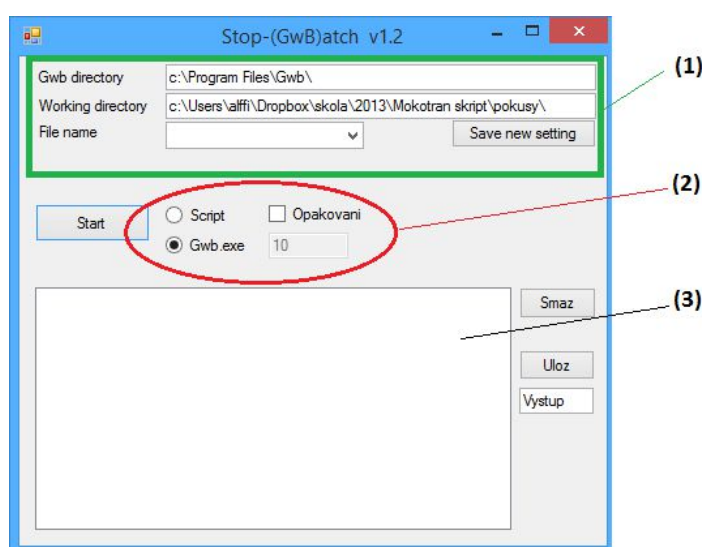 Stop-(GwB)atch v1.2
(1)
Gwb directory c:\Program Files\Gwb\
Working directory c:\Users\alffi\Dropbox\skola\2013\Mokotran skript\pokusy\
File name Save new setting
(2)
Start Script Opakovani
Gwb.exe 10
(3)
Smaz
Uloz
Vystup